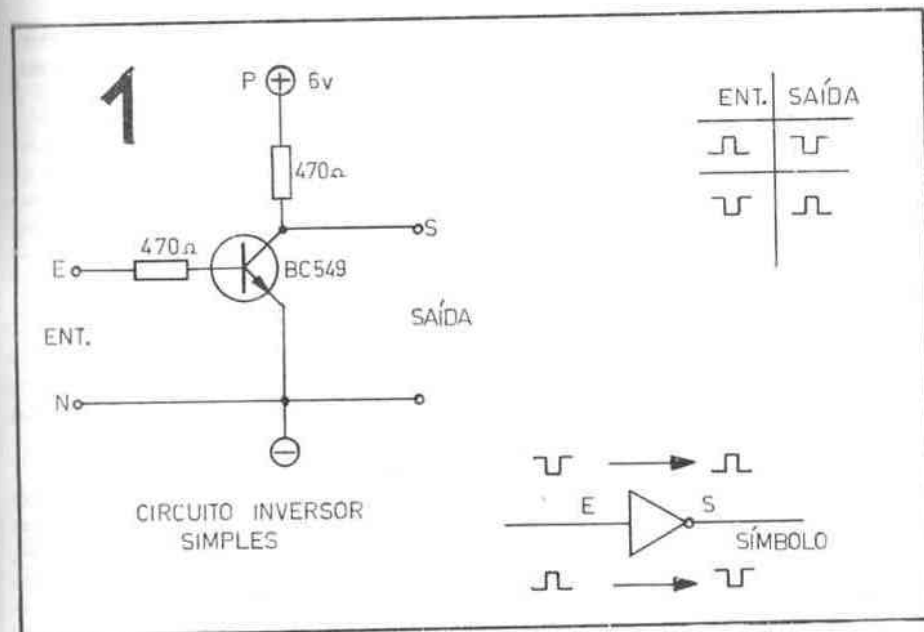 1
P + 6v
470Ω
470Ω
E
BC549
S
ENT.
SAÍDA
N
−
CIRCUITO INVERSOR
SIMPLES
ENT. SAÍDA
E S
SÍMBOLO